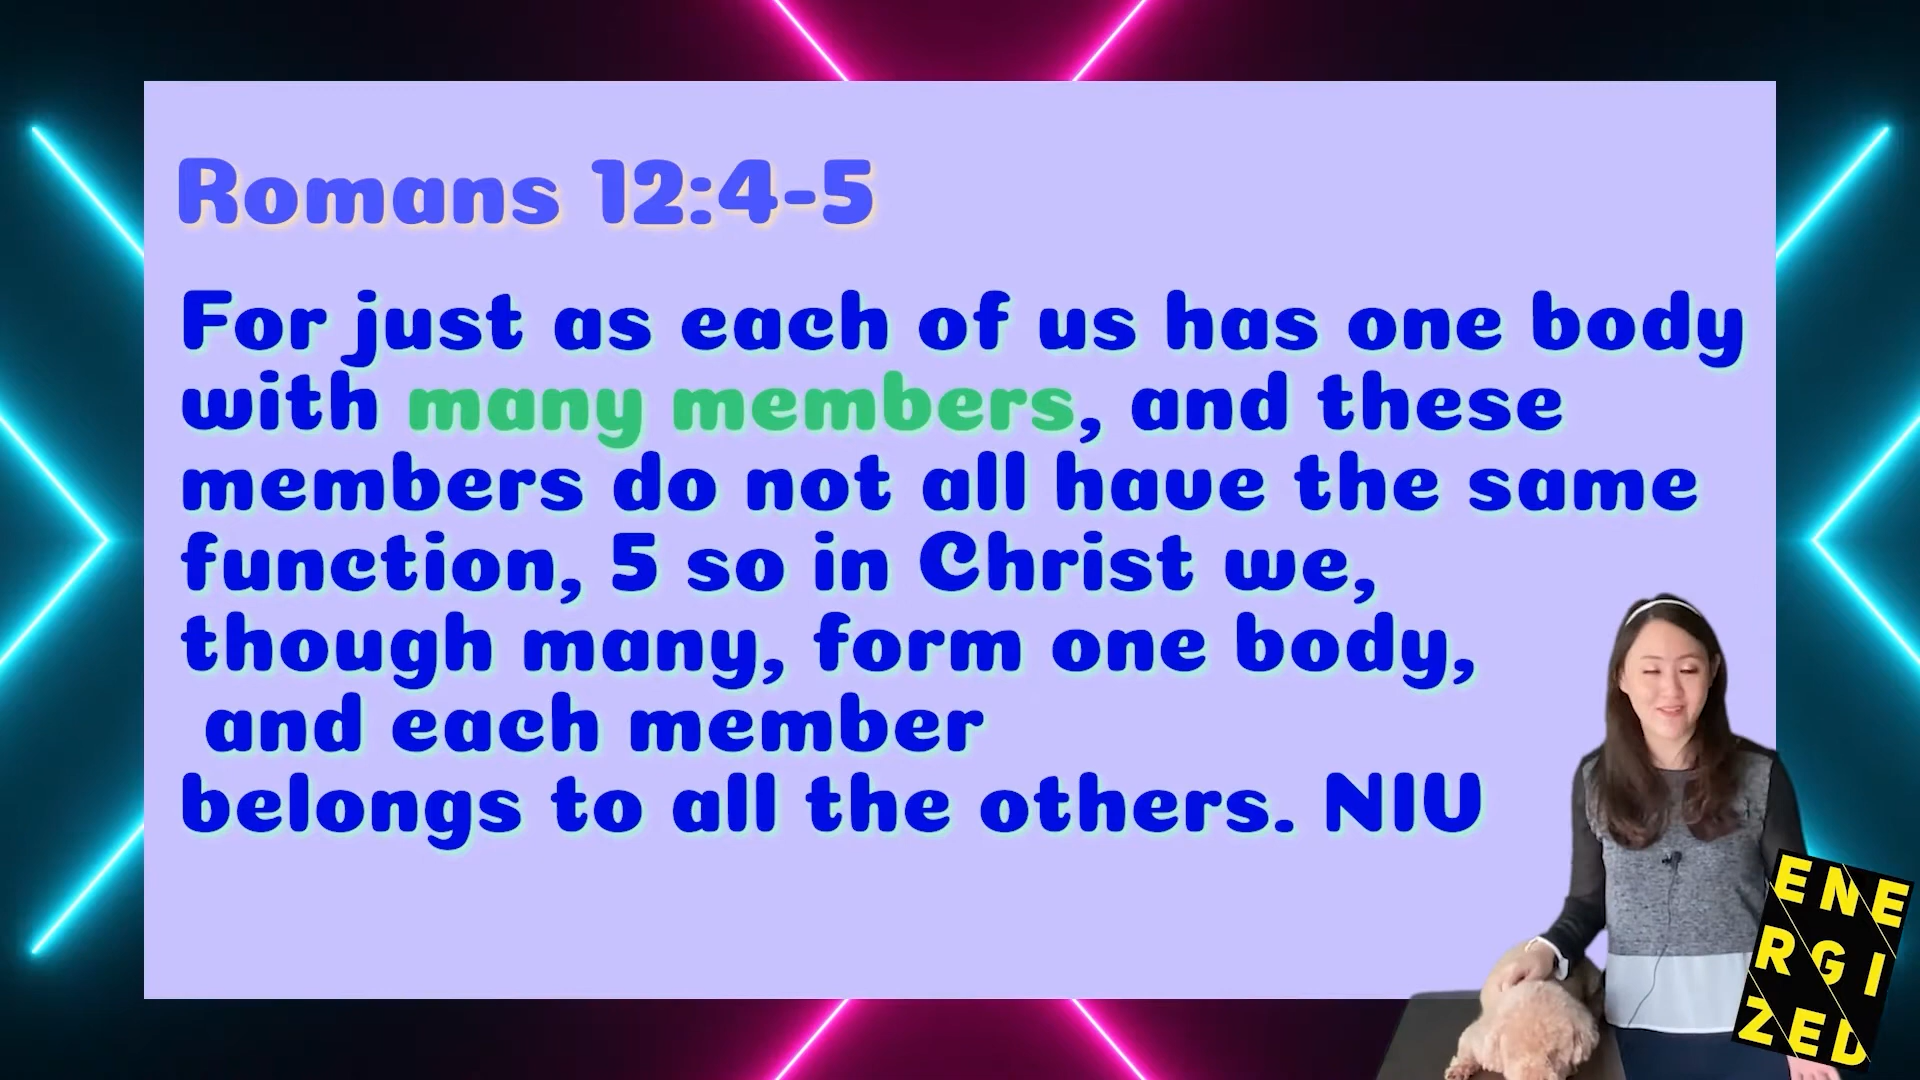 Romans 12:4-5
For just as each of us has one body
with many members, and these
members do not all have the same
function, 5 so in Christ we,
though many, form one body,
and each member
belongs to all the others. NIV
ENE
RGI
ZED